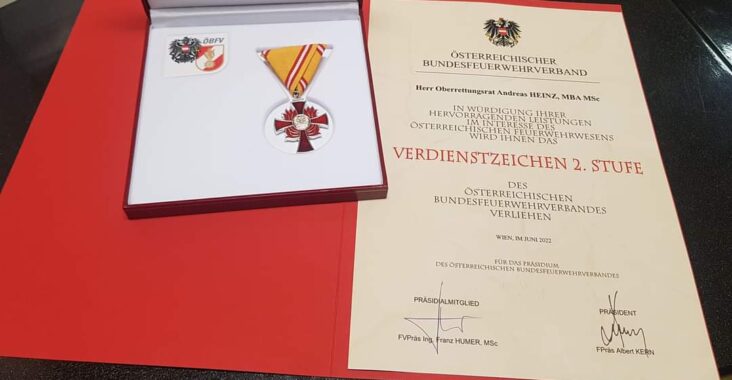 ÖBFV
ÖSTERREICHISCHER
BUNDESFEUERWEHRVERBAND
Herr Oberrettungsrat Andreas HEINZ, MBA MSc
IN WÜRDIGUNG IHRER
HERVORRAGENDEN LEISTUNGEN
IM INTERESSE DES
ÖSTERREICHISCHEN FEUERWEHRWESENS
WIRD IHNEN DAS
VERDIENSTZEICHEN 2. STUFE
DES
ÖSTERREICHISCHEN
BUNDESFEUERWEHRVERBANDES
VERLIEHEN
WIEN, IM JUNI 2022
FÜR DAS PRÄSIDIUM
DES ÖSTERREICHISCHEN BUNDESFEUERWEHRVERBANDES
PRÄSIDIALMITGLIED
FVPräs Ing. Franz HUMER, MSc
PRÄSIDENT
FPräs Albert KERN